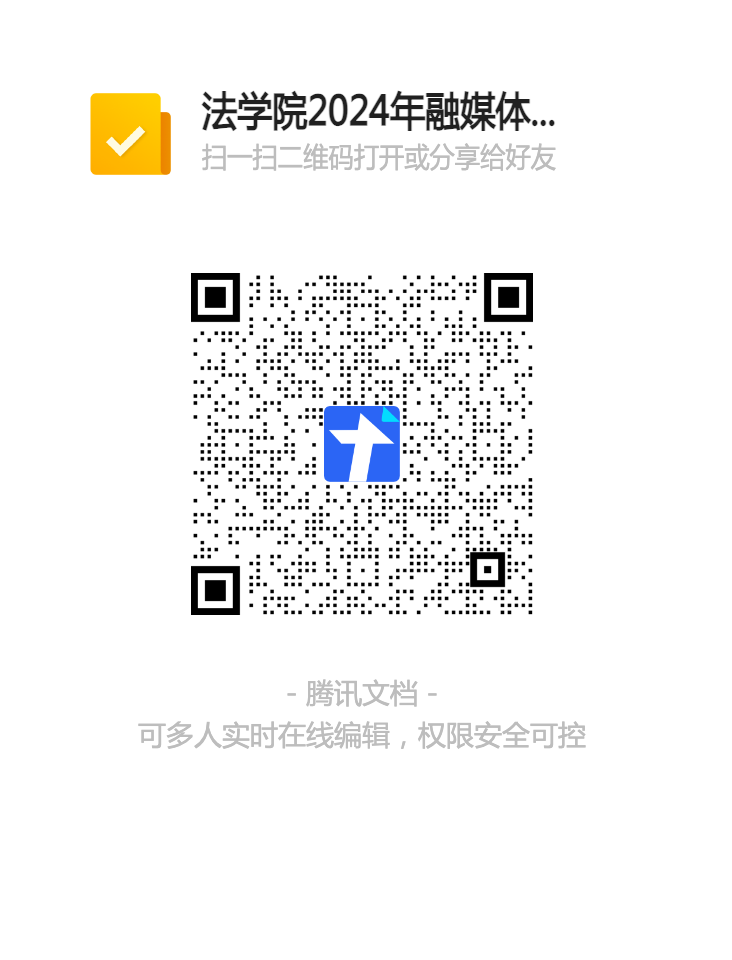 法学院2024年融媒体...
扫一扫二维码打开或分享给好友
- 腾讯文档 -
可多人实时在线编辑，权限安全可控